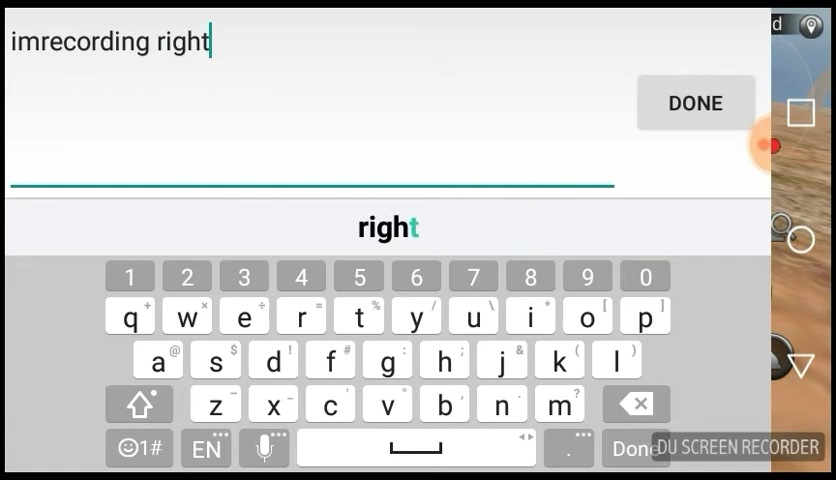 imrecording right
d
DONE
right
1 2 3 4 5 6 7 8 9 0
q + w × e ÷ r = t % y / u \ i * o [ p ]
a @ s $ d ! f # g : h ; j & k ( l )
z - x _ c ' v " b , n . m ?
1# EN ... ... ... . Done
DU SCREEN RECORDER